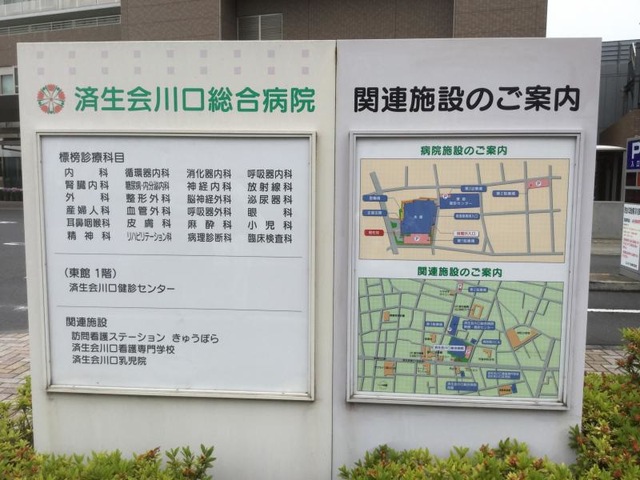 済生会川口総合病院
標榜診療科目
内科 循環器内科 消化器内科 呼吸器内科
腎臓内科 糖尿病・内分泌内科 神経内科 放射線科
外科 整形外科 脳神経外科 泌尿器科
産婦人科 血管外科 呼吸器外科 眼科
耳鼻咽喉科 皮膚科 麻酔科 小児科
精神科 リハビリテーション科 病理診断科 臨床検査科
(東館1階)
済生会川口健診センター
関連施設
訪問看護ステーション きゅうぽら
済生会川口看護専門学校
済生会川口乳児院
関連施設のご案内
病院施設のご案内
関連施設のご案内
P